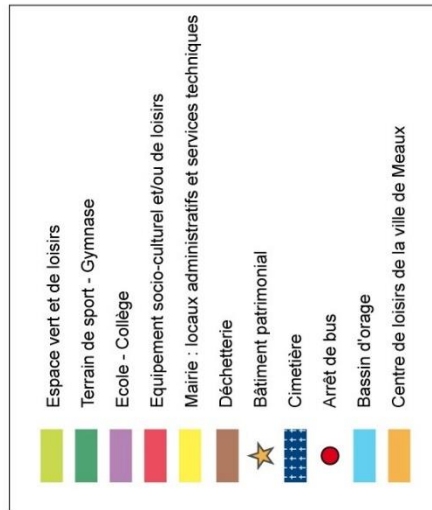 Espace vert et de loisirs
Terrain de sport - Gymnase
Ecole - Collège
Equipement socio-culturel et/ou de loisirs
Mairie : locaux administratifs et services techniques
Déchetterie
Bâtiment patrimonial
Cimetière
Arrêt de bus
Bassin d'orage
Centre de loisirs de la ville de Meaux